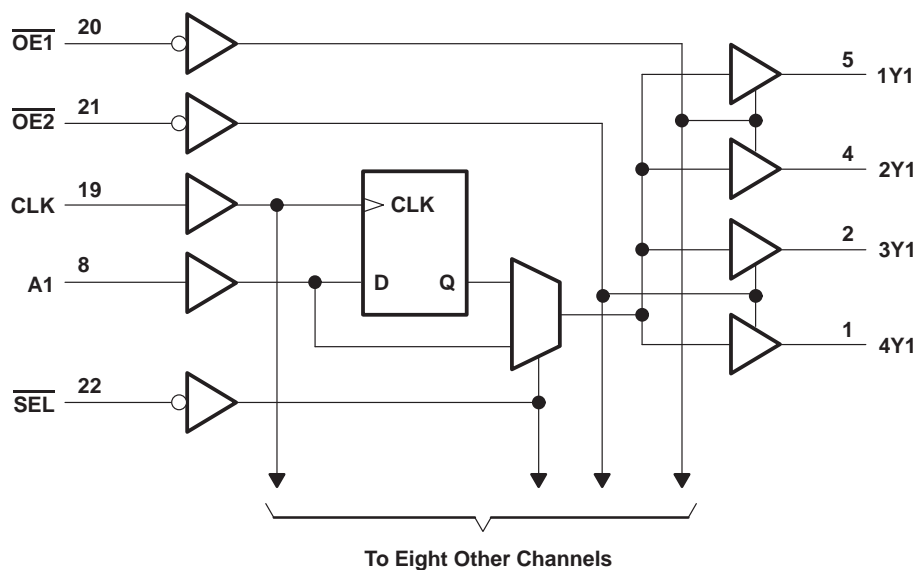 OE1 20
OE2 21
CLK 19
A1 8
SEL 22
CLK
D Q
5 1Y1
4 2Y1
2 3Y1
1 4Y1
To Eight Other Channels